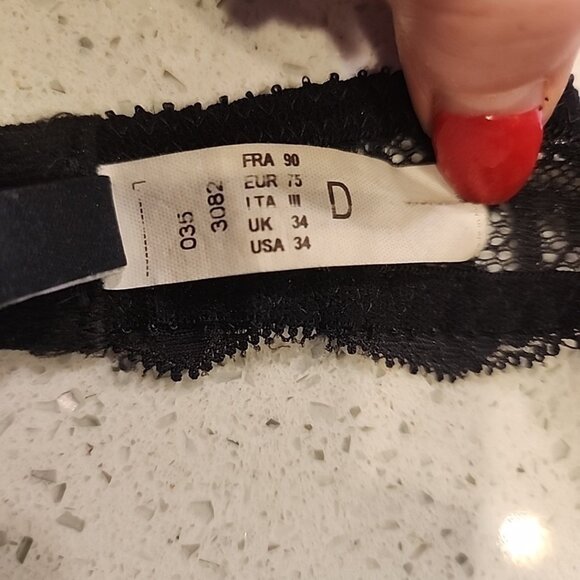 FRA 90
EUR 75
ITA III
UK 34
USA 34
D
035
3082